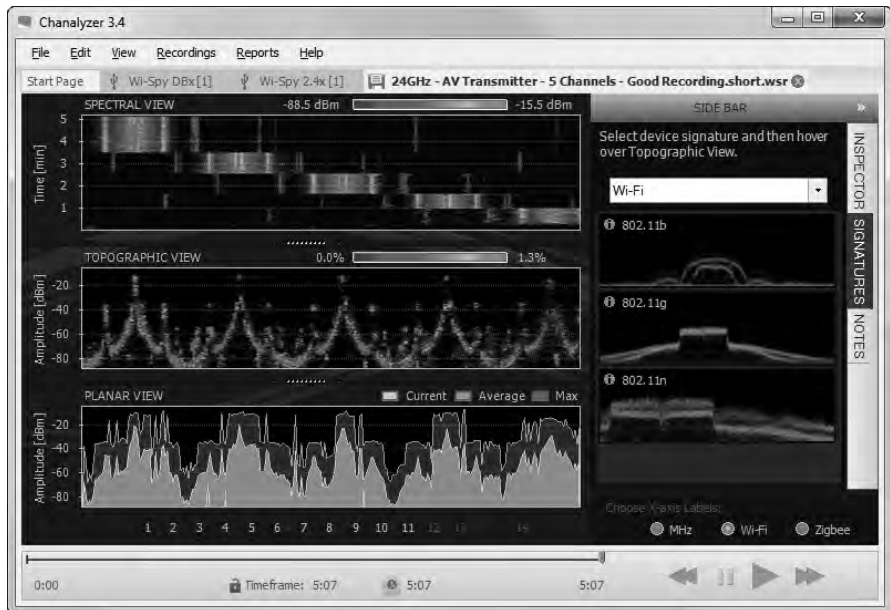 Chanalyzer 3.4
File Edit View Recordings Reports Help
Start Page Wi-Spy DBx [1] Wi-Spy 2.4x [1] 24GHz - AV Transmitter - 5 Channels - Good Recording.short.wsr
SPECTRAL VIEW -88.5 dBm -15.5 dBm
Time [min]
5
4
3
2
1
TOPOGRAPHIC VIEW 0.0% 1.3%
Amplitude [dBm]
-20
-40
-60
-80
PLANAR VIEW Current Average Max
Amplitude [dBm]
-20
-40
-60
-80
1 2 3 4 5 6 7 8 9 10 11 12 13 14
SIDE BAR »
Select device signature and then hover
over Topographic View.
Wi-Fi
802.11b
802.11g
802.11n
INSPECTOR
SIGNATURES
NOTES
Choose X-axis Labels:
MHz Wi-Fi Zigbee
0:00 Timeframe: 5:07 5:07 5:07